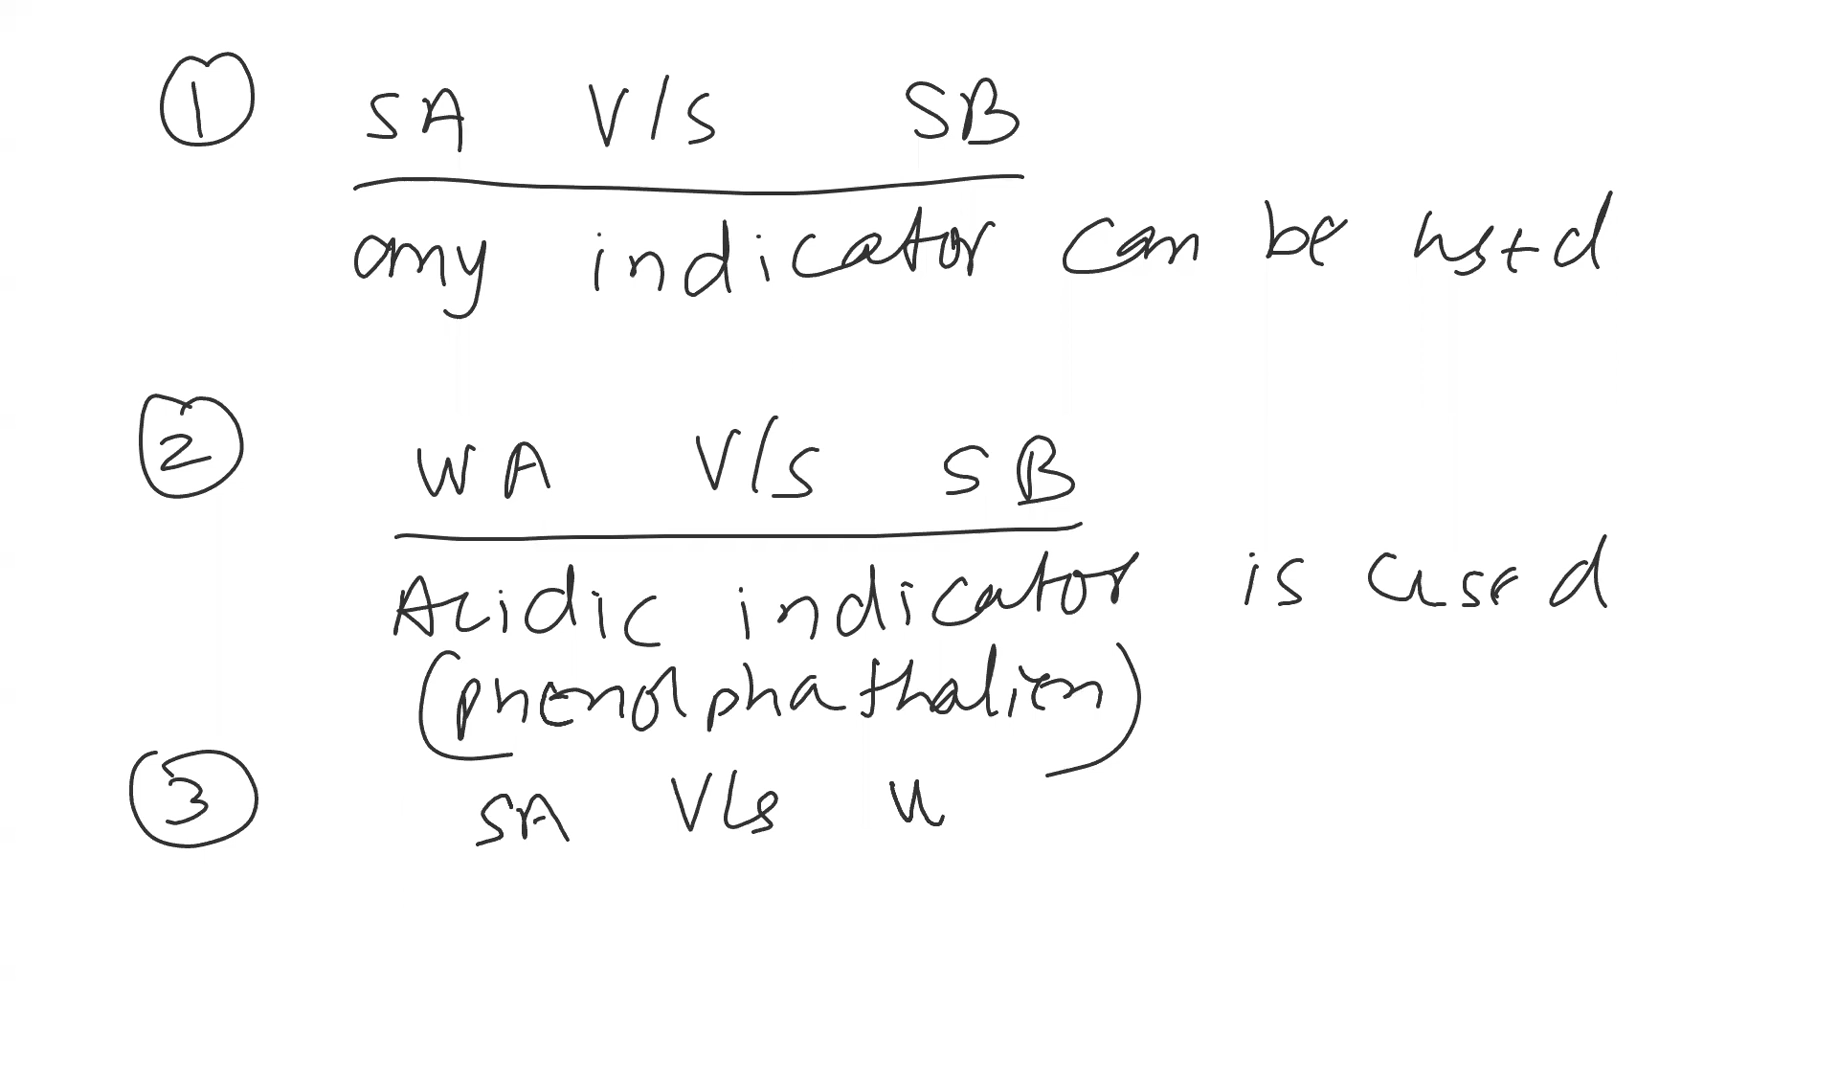 ① SA V/S SB
any indicator can be used
② WA V/S SB
Acidic indicator is used
(phenolphathalien)
③ SA V/s W